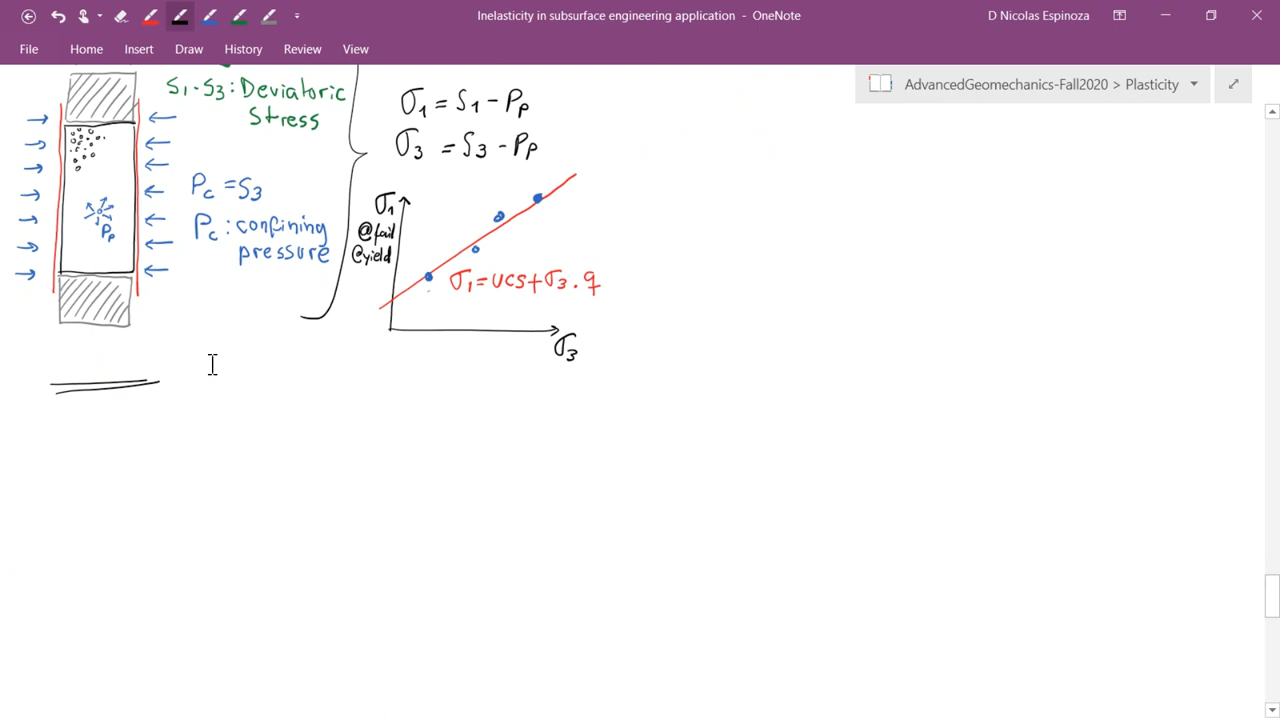 Inelasticity in subsurface engineering application - OneNote
D Nicolas Espinoza
File Home Insert Draw History Review View
AdvancedGeomechanics-Fall2020 > Plasticity
S1-S3: Deviatoric
Stress
σ1 = S1 - Pp
σ3 = S3 - Pp
Pc = S3
Pc: confining
pressure
Pp
σ1
@fail
@yield
σ1 = UCS + σ3 . q
σ3